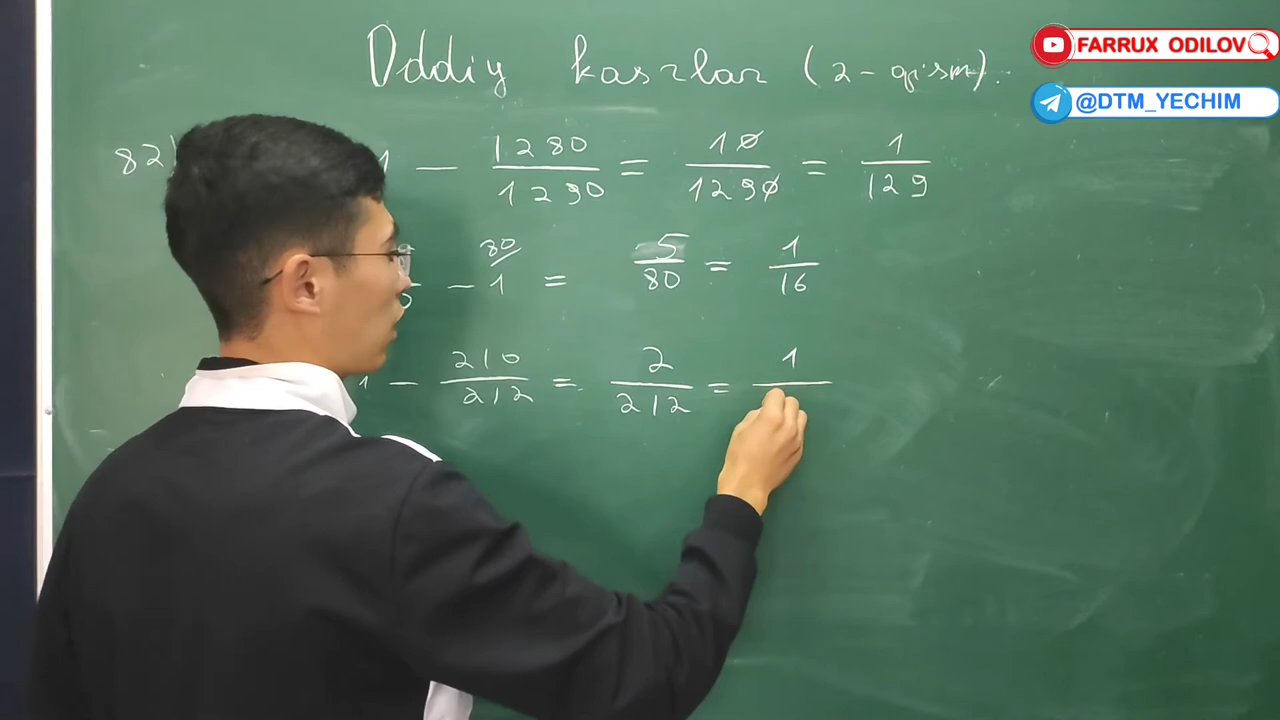 Oddiy kasrlar (2-qism).
FARRUX ODILOV
@DTM_YECHIM
82 1 - 1280/1290 = 10/1290 = 1/129
80
- 1 = 5/80 = 1/16
1 - 210/212 = 2/212 = 1